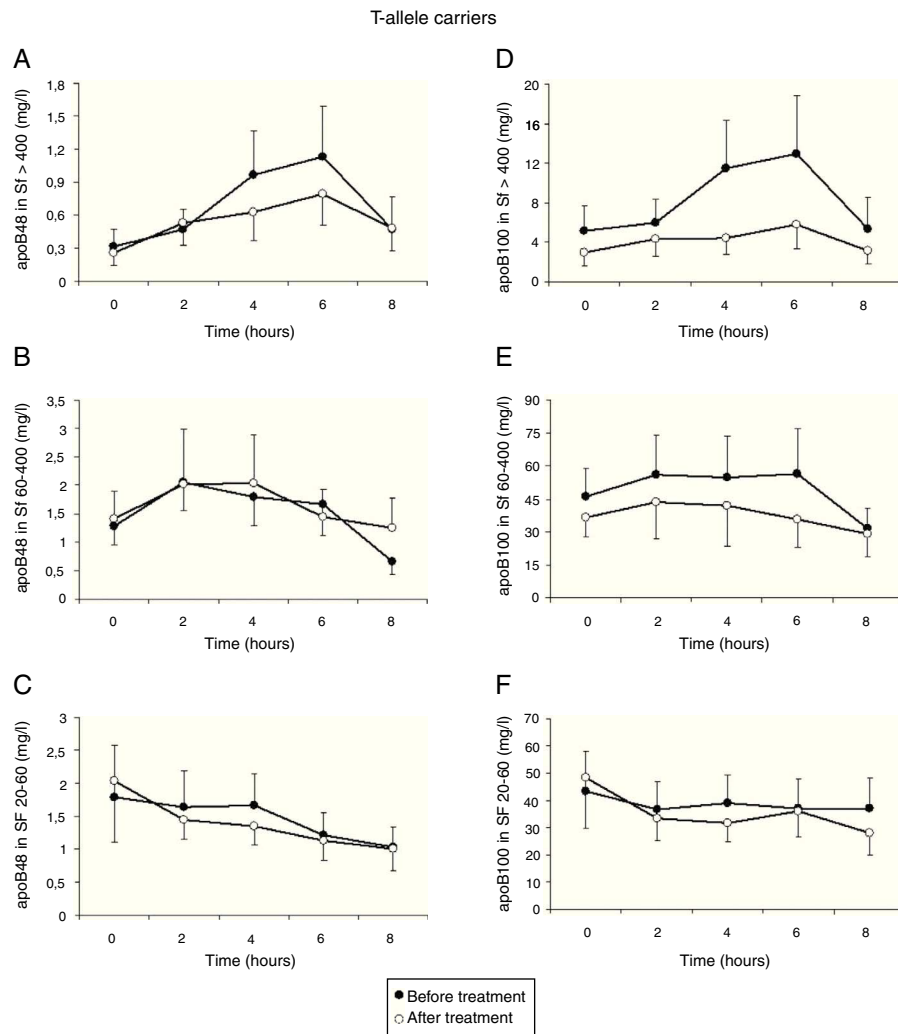 T-allele carriers
A
apoB48 in Sf > 400 (mg/l)
1,8
1,5
1,2
0,9
0,6
0,3
0
0 2 4 6 8
Time (hours)
D
apoB100 in Sf > 400 (mg/l)
20
16
12
8
4
0
0 2 4 6 8
Time (hours)
B
apoB48 in Sf 60-400 (mg/l)
3,5
3
2,5
2
1,5
1
0,5
0
0 2 4 6 8
Time (hours)
E
apoB100 in Sf 60-400 (mg/l)
90
75
60
45
30
15
0
0 2 4 6 8
Time (hours)
C
apoB48 in SF 20-60 (mg/l)
3
2,5
2
1,5
1
0,5
0
0 2 4 6 8
Time (hours)
F
apoB100 in SF 20-60 (mg/l)
70
60
50
40
30
20
10
0
0 2 4 6 8
Time (hours)
Before treatment
After treatment